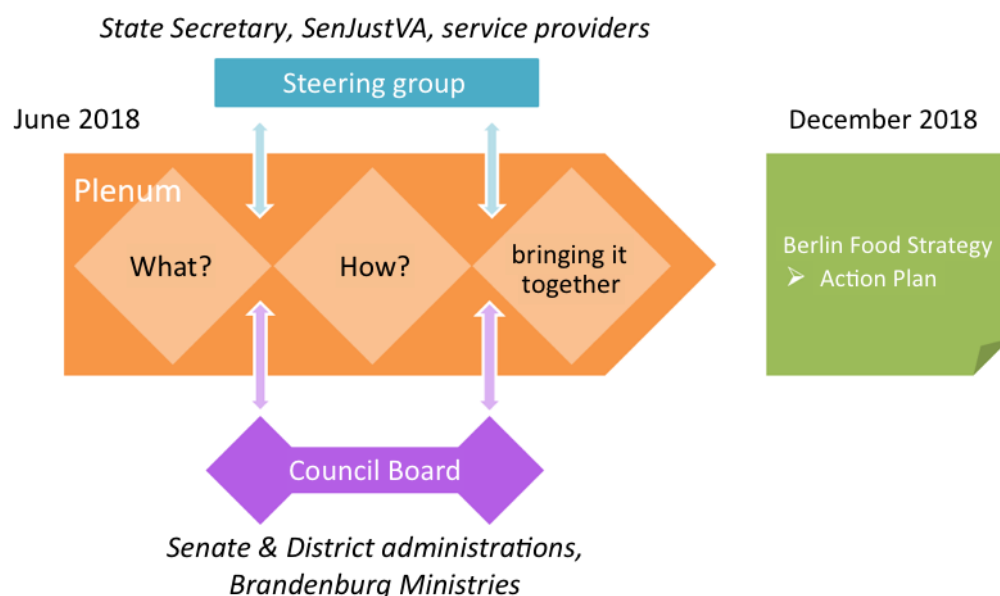 State Secretary, SenJustVA, service providers
Steering group
June 2018
December 2018
Plenum
What?
How?
bringing it
together
Berlin Food Strategy
➢ Action Plan
Council Board
Senate & District administrations,
Brandenburg Ministries